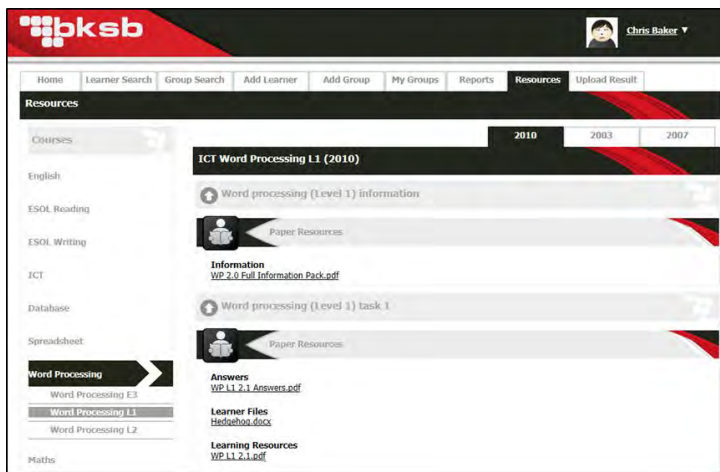 bksb
Chris Baker ▼
Home Learner Search Group Search Add Learner Add Group My Groups Reports Resources Upload Result
Resources
Courses
English
ESOL Reading
ESOL Writing
ICT
Database
Spreadsheet
Word Processing
Word Processing E3
Word Processing L1
Word Processing L2
Maths
2010 2003 2007
ICT Word Processing L1 (2010)
Word processing (Level 1) information
Paper Resources
Information
WP 2.0 Full Information Pack.pdf
Word processing (Level 1) task 1
Paper Resources
Answers
WP L1 2.1 Answers.pdf
Learner Files
Hedgehog.docx
Learning Resources
WP L1 2.1.pdf